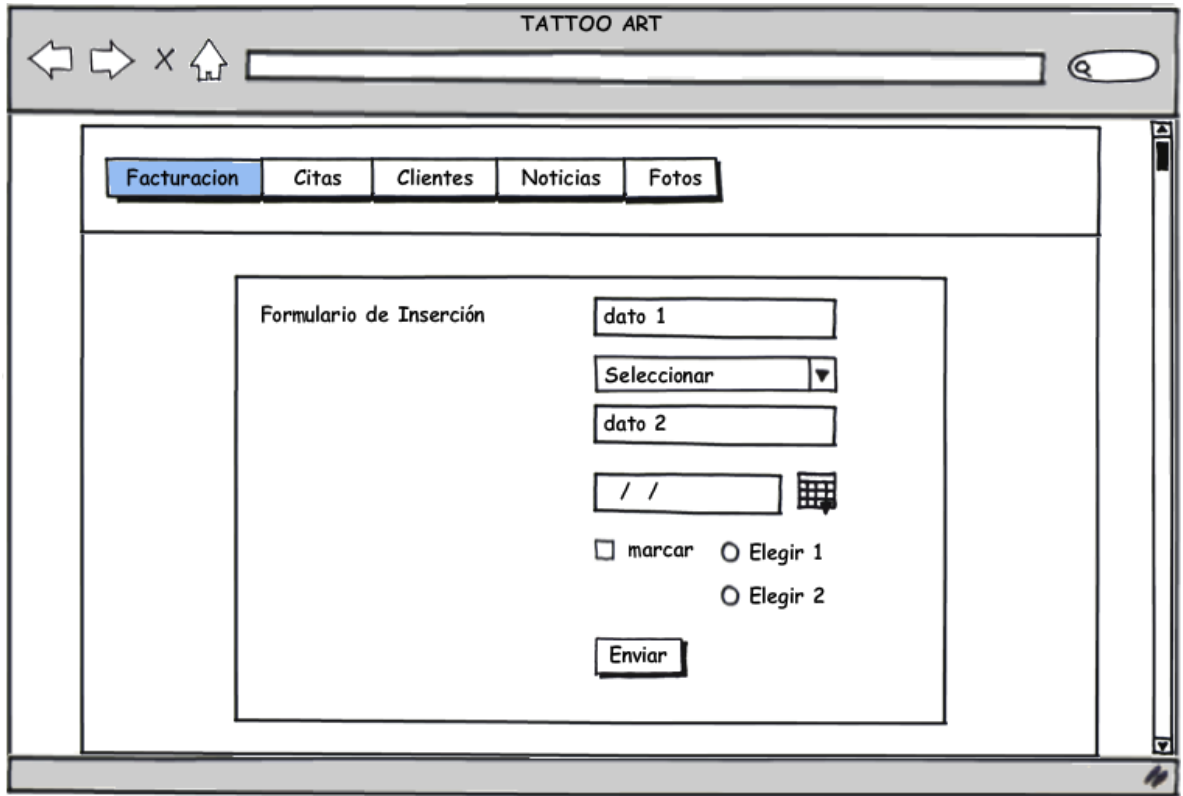 TATTOO ART
Facturacion Citas Clientes Noticias Fotos
Formulario de Inserción
dato 1
Seleccionar
dato 2
/ /
marcar Elegir 1
Elegir 2
Enviar